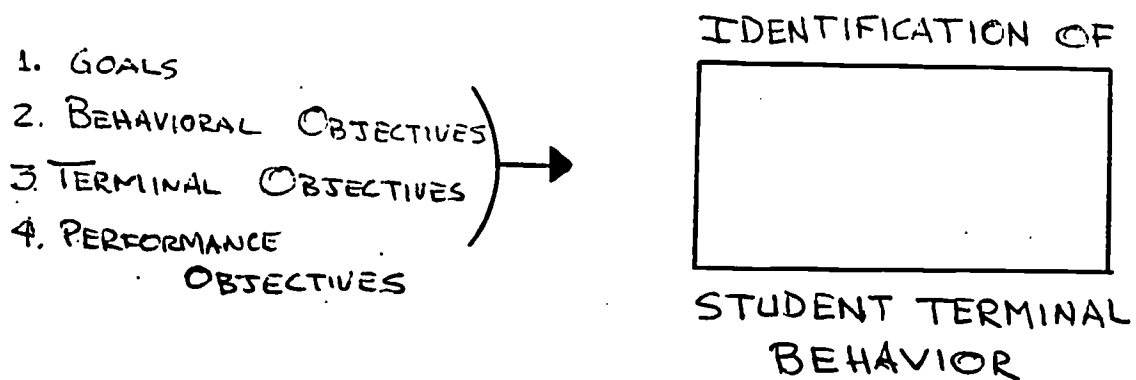 1. GOALS
2. BEHAVIORAL OBJECTIVES
3. TERMINAL OBJECTIVES
4. PERFORMANCE
OBJECTIVES
IDENTIFICATION OF
STUDENT TERMINAL
BEHAVIOR